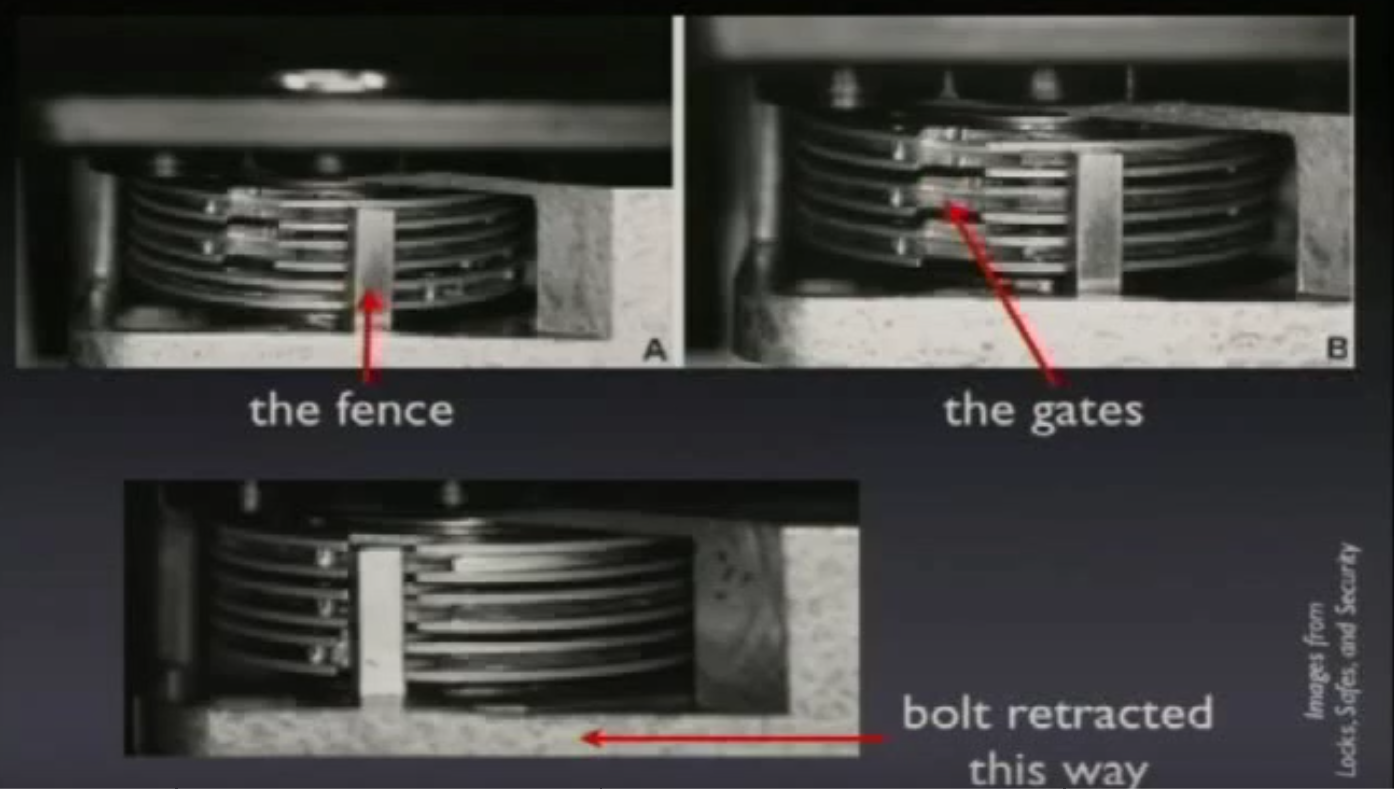 A
B
the fence
the gates
bolt retracted
this way
Images from
Locks, Safes, and Security